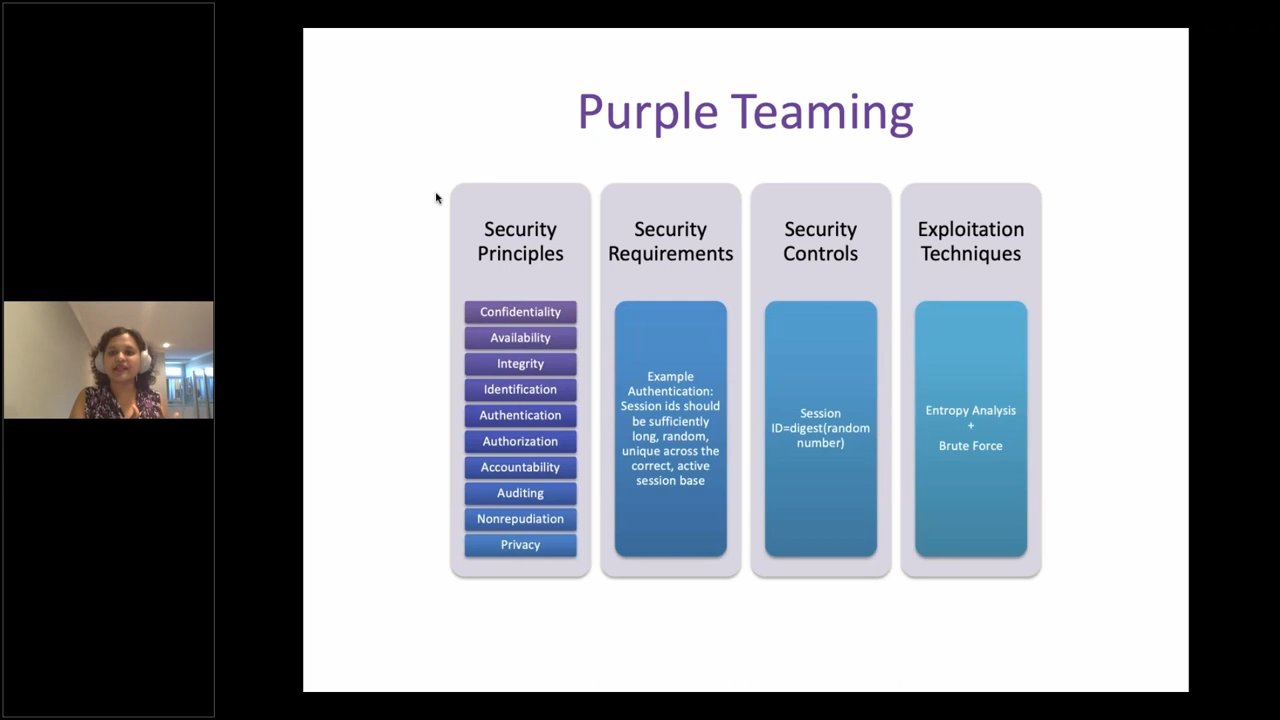 Purple Teaming
Security
Principles
Confidentiality
Availability
Integrity
Identification
Authentication
Authorization
Accountability
Auditing
Nonrepudiation
Privacy
Security
Requirements
Example
Authentication:
Session ids should
be sufficiently
long, random,
unique across the
correct, active
session base
Security
Controls
Session
ID=digest(random
number)
Exploitation
Techniques
Entropy Analysis
+
Brute Force